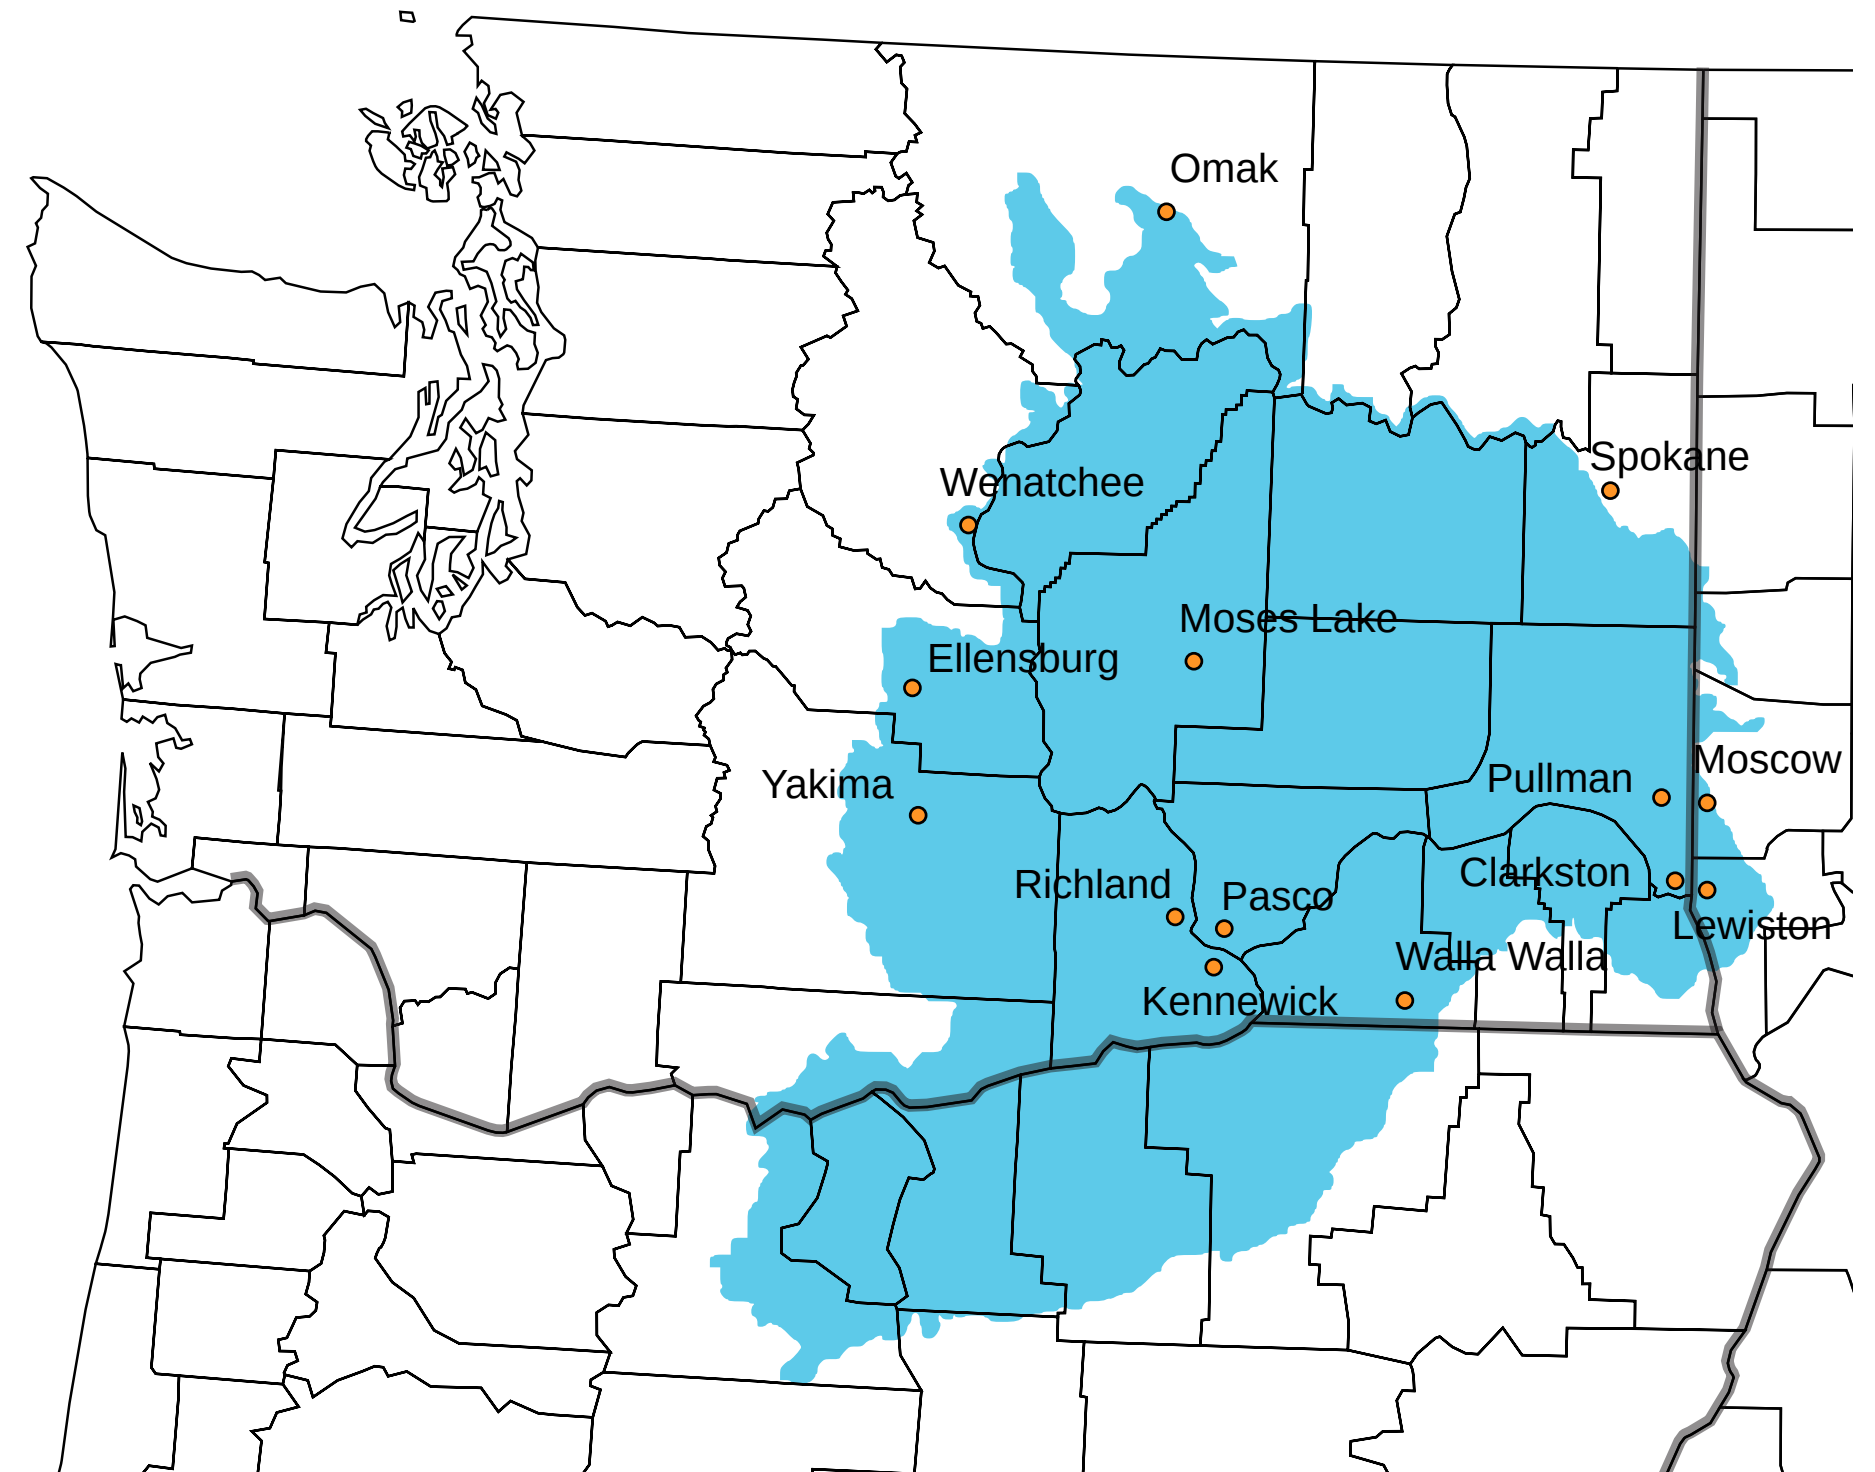 Omak
Spokane
Wenatchee
Moses Lake
Ellensburg
Moscow
Pullman
Yakima
Clarkston
Richland
Pasco
Lewiston
Walla Walla
Kennewick